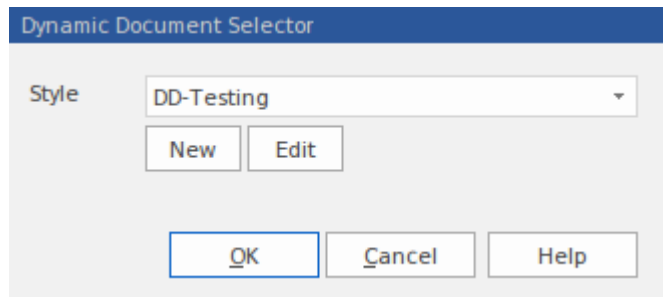 Dynamic Document Selector
Style DD-Testing
New Edit
OK Cancel Help